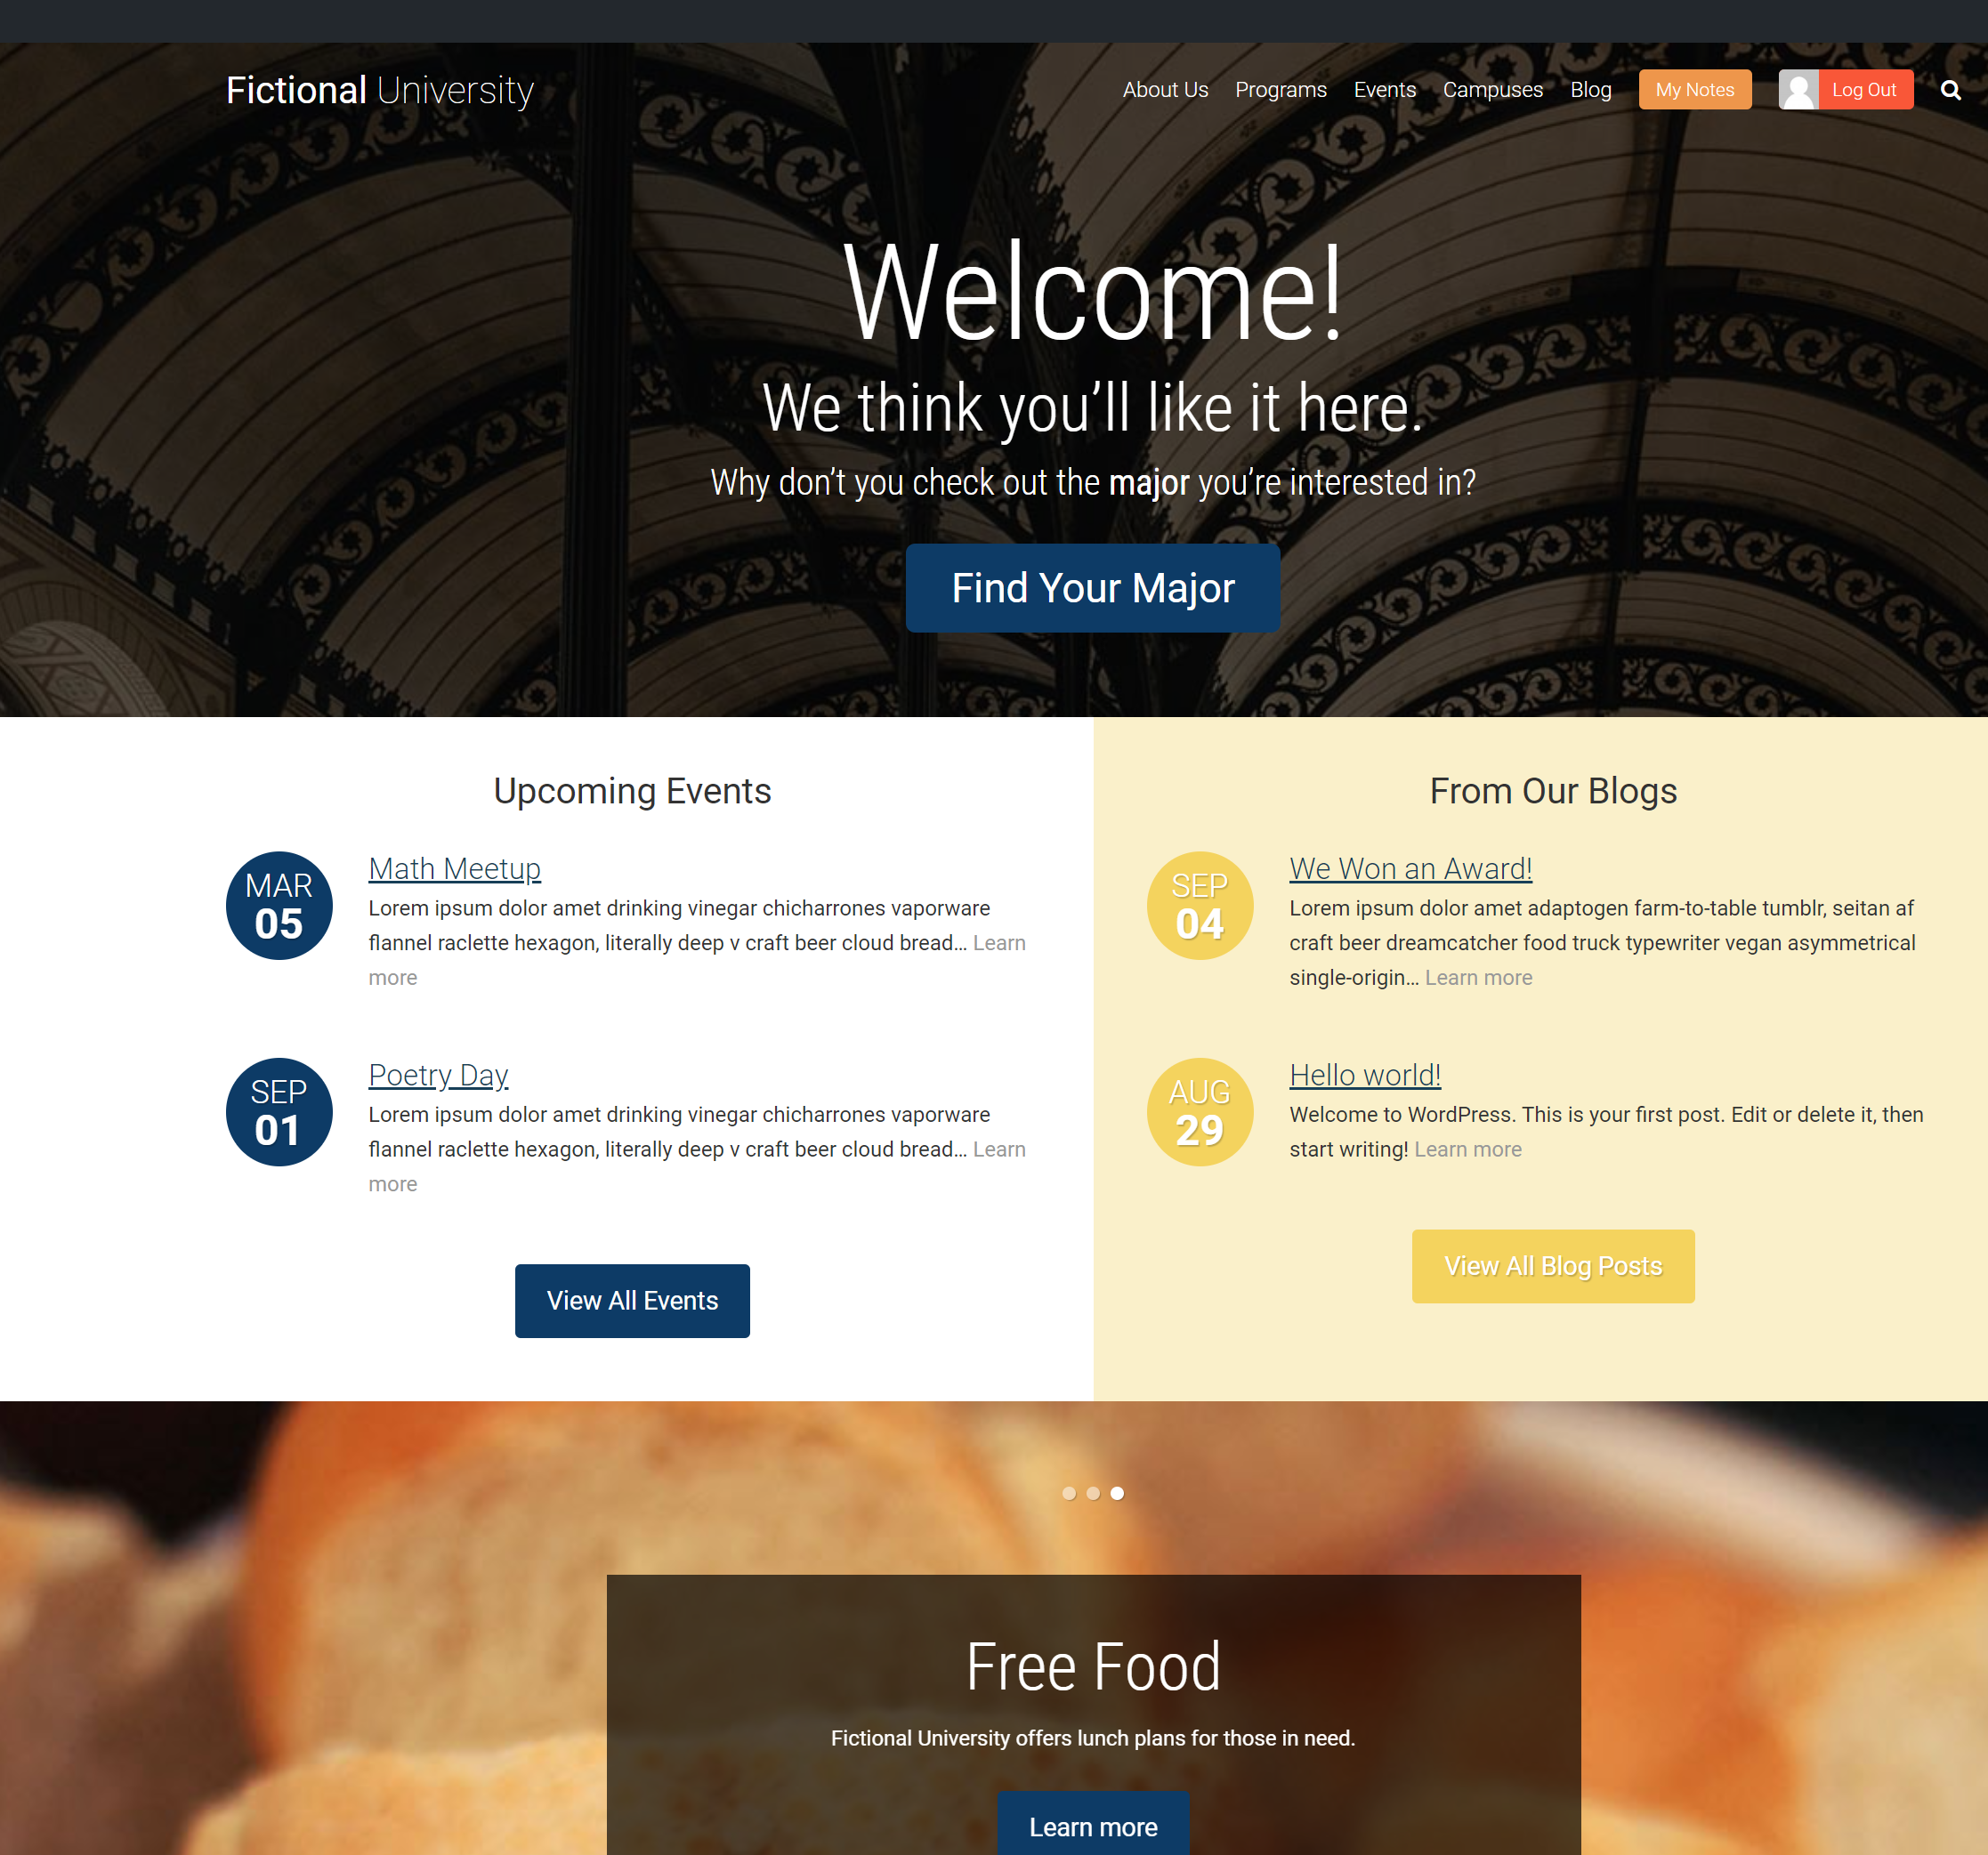 Fictional University
About Us Programs Events Campuses Blog My Notes Log Out
Welcome!
We think you’ll like it here.
Why don’t you check out the major you’re interested in?
Find Your Major
Upcoming Events
MAR
05
Math Meetup
Lorem ipsum dolor amet drinking vinegar chicharrones vaporware
flannel raclette hexagon, literally deep v craft beer cloud bread… Learn
more
SEP
01
Poetry Day
Lorem ipsum dolor amet drinking vinegar chicharrones vaporware
flannel raclette hexagon, literally deep v craft beer cloud bread… Learn
more
View All Events
From Our Blogs
SEP
04
We Won an Award!
Lorem ipsum dolor amet adaptogen farm-to-table tumblr, seitan af
craft beer dreamcatcher food truck typewriter vegan asymmetrical
single-origin… Learn more
AUG
29
Hello world!
Welcome to WordPress. This is your first post. Edit or delete it, then
start writing! Learn more
View All Blog Posts
Free Food
Fictional University offers lunch plans for those in need.
Learn more